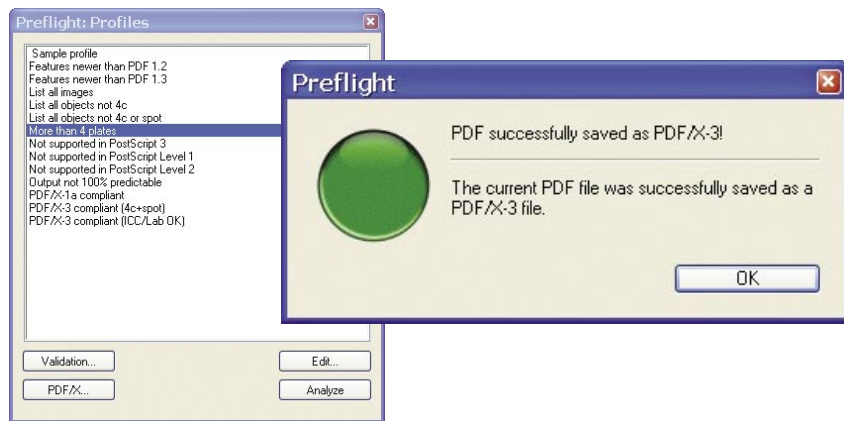 Preflight: Profiles
Sample profile
Features newer than PDF 1.2
Features newer than PDF 1.3
List all images
List all objects not 4c
List all objects not 4c or spot
More than 4 plates
Not supported in PostScript 3
Not supported in PostScript Level 1
Not supported in PostScript Level 2
Output not 100% predictable
PDF/X-1a compliant
PDF/X-3 compliant (4c+spot)
PDF/X-3 compliant (ICC/Lab OK)
Validation...
Edit...
PDF/X...
Analyze
Preflight
PDF successfully saved as PDF/X-3!
The current PDF file was successfully saved as a
PDF/X-3 file.
OK